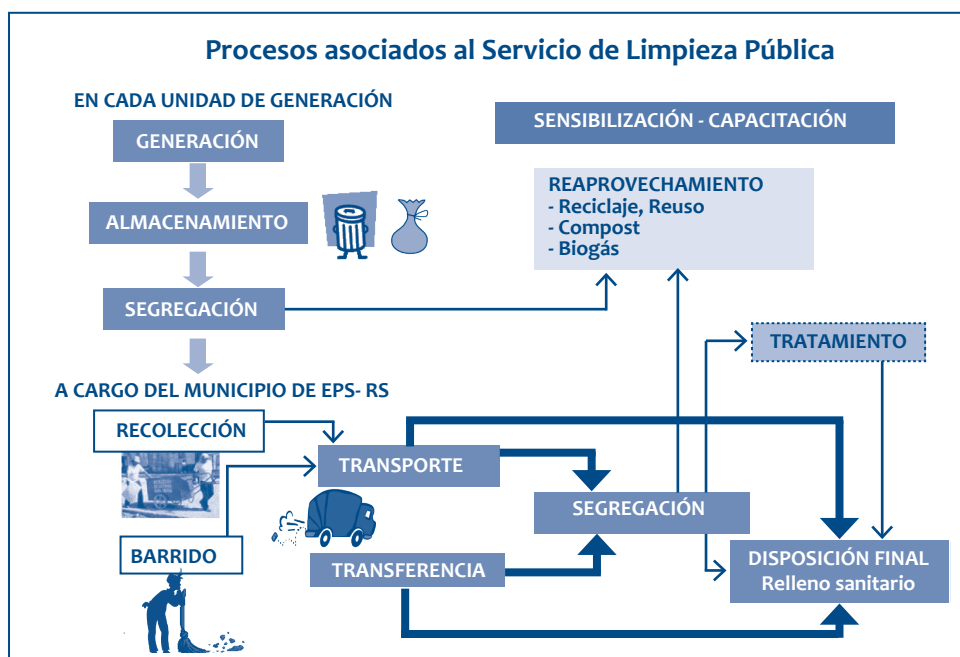 Procesos asociados al Servicio de Limpieza Pública
EN CADA UNIDAD DE GENERACIÓN
GENERACIÓN
ALMACENAMIENTO
SEGREGACIÓN
SENSIBILIZACIÓN - CAPACITACIÓN
REAPROVECHAMIENTO
- Reciclaje, Reuso
- Compost
- Biogás
TRATAMIENTO
A CARGO DEL MUNICIPIO DE EPS- RS
RECOLECCIÓN
TRANSPORTE
SEGREGACIÓN
BARRIDO
TRANSFERENCIA
DISPOSICIÓN FINAL
Relleno sanitario